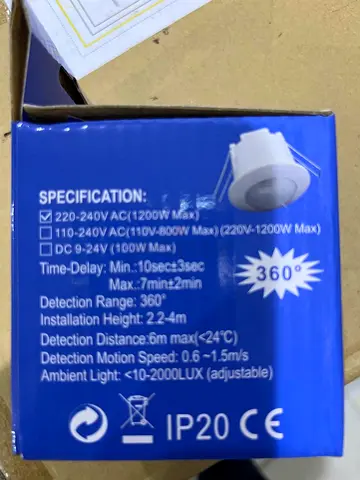 SPECIFICATION:
220-240V AC(1200W Max)
110-240V AC(110V-800W Max) (220V-1200W Max)
DC 9-24V (100W Max)
Time-Delay: Min.:10sec±3sec
Max.:7min±2min
360°
Detection Range: 360°
Installation Height: 2.2-4m
Detection Distance:6m max(<24℃)
Detection Motion Speed: 0.6 ~1.5m/s
Ambient Light: <10-2000LUX (adjustable)
IP20 CE